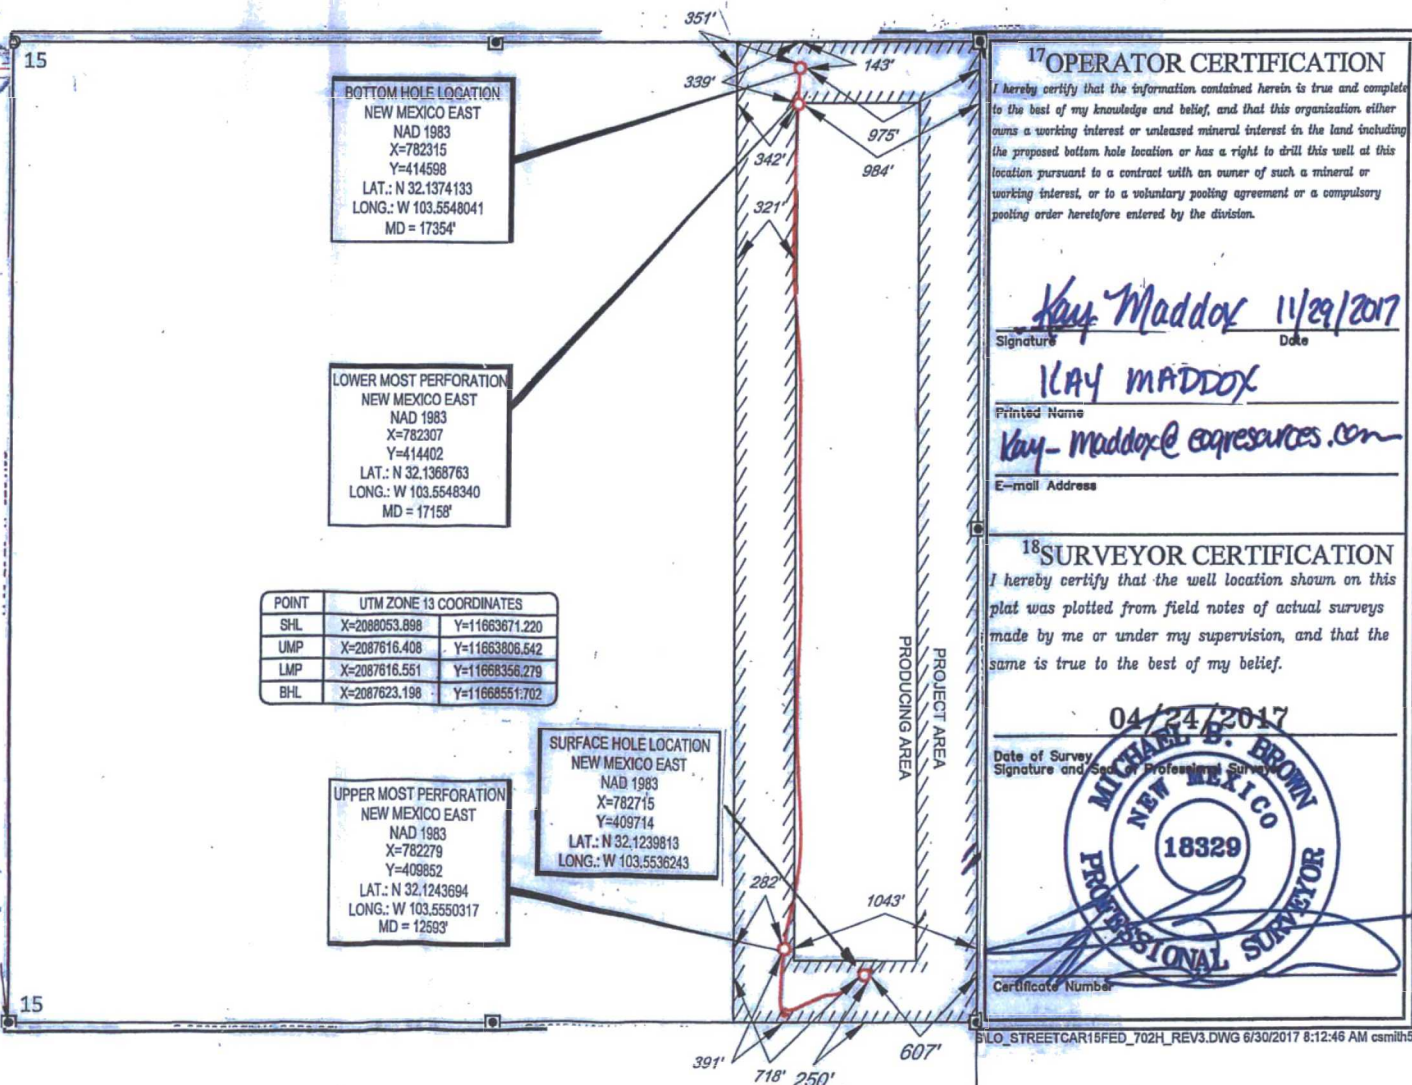 15
351'
143'
339'
975'
342'
984'
321'
BOTTOM HOLE LOCATION
NEW MEXICO EAST
NAD 1983
X=782315
Y=414598
LAT.: N 32.1374133
LONG.: W 103.5548041
MD = 17354'
LOWER MOST PERFORATION
NEW MEXICO EAST
NAD 1983
X=782307
Y=414402
LAT.: N 32.1368763
LONG.: W 103.5548340
MD = 17158'
POINT UTM ZONE 13 COORDINATES
SHL X=2088053.898 Y=11663671.220
UMP X=2087616.408 Y=11663806.542
LMP X=2087616.551 Y=11668356.279
BHL X=2087623.198 Y=11668551.702
PRODUCING AREA
PROJECT AREA
SURFACE HOLE LOCATION
NEW MEXICO EAST
NAD 1983
X=782715
Y=409714
LAT.: N 32.1239813
LONG.: W 103.5536243
UPPER MOST PERFORATION
NEW MEXICO EAST
NAD 1983
X=782279
Y=409852
LAT.: N 32.1243694
LONG.: W 103.5550317
MD = 12593'
282'
1043'
15
391'
718'
250'
607'
17OPERATOR CERTIFICATION
I hereby certify that the information contained herein is true and complete
to the best of my knowledge and belief, and that this organization either
owns a working interest or unleased mineral interest in the land including
the proposed bottom hole location or has a right to drill this well at this
location pursuant to a contract with an owner of such a mineral or
working interest, or to a voluntary pooling agreement or a compulsory
pooling order heretofore entered by the division.
Kay Maddox 11/29/2017
Signature Date
KAY MADDOX
Printed Name
Kay_maddox@eogresources.com
E-mail Address
18SURVEYOR CERTIFICATION
I hereby certify that the well location shown on this
plat was plotted from field notes of actual surveys
made by me or under my supervision, and that the
same is true to the best of my belief.
04/24/2017
Date of Survey
Signature and Seal of Professional Surveyor
MICHAEL B. BROWN
NEW MEXICO
18329
PROFESSIONAL SURVEYOR
Certificate Number
S:\LO_STREETCAR15FED_702H_REV3.DWG 6/30/2017 8:12:46 AM csmith5